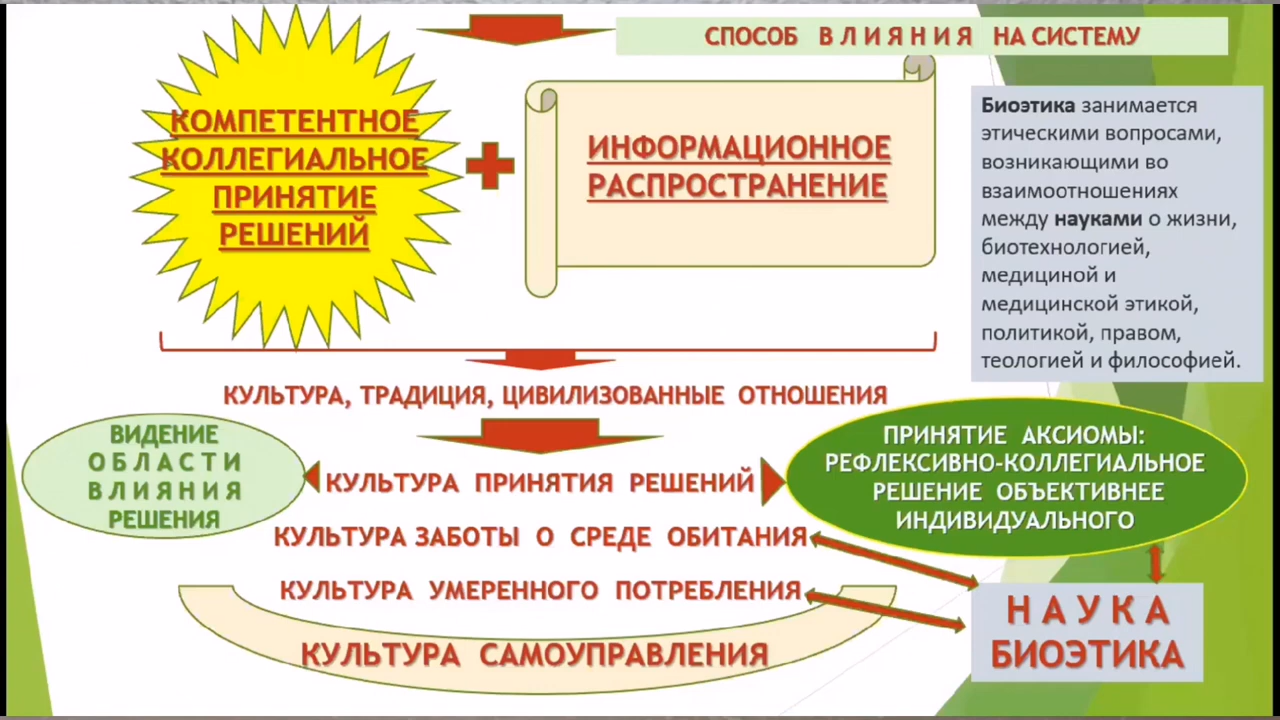 СПОСОБ В Л И Я Н И Я НА СИСТЕМУ
КОМПЕТЕНТНОЕ
КОЛЛЕГИАЛЬНОЕ
ПРИНЯТИЕ
РЕШЕНИЙ
ИНФОРМАЦИОННОЕ
РАСПРОСТРАНЕНИЕ
Биоэтика занимается
этическими вопросами,
возникающими во
взаимоотношениях
между науками о жизни,
биотехнологией,
медициной и
медицинской этикой,
политикой, правом,
теологией и философией.
КУЛЬТУРА, ТРАДИЦИЯ, ЦИВИЛИЗОВАННЫЕ ОТНОШЕНИЯ
ВИДЕНИЕ
О Б Л А С Т И
В Л И Я Н И Я
РЕШЕНИЯ
КУЛЬТУРА ПРИНЯТИЯ РЕШЕНИЙ
ПРИНЯТИЕ АКСИОМЫ:
РЕФЛЕКСИВНО-КОЛЛЕГИАЛЬНОЕ
РЕШЕНИЕ ОБЪЕКТИВНЕЕ
ИНДИВИДУАЛЬНОГО
КУЛЬТУРА ЗАБОТЫ О СРЕДЕ ОБИТАНИЯ
КУЛЬТУРА УМЕРЕННОГО ПОТРЕБЛЕНИЯ
КУЛЬТУРА САМОУПРАВЛЕНИЯ
Н А У К А
БИОЭТИКА